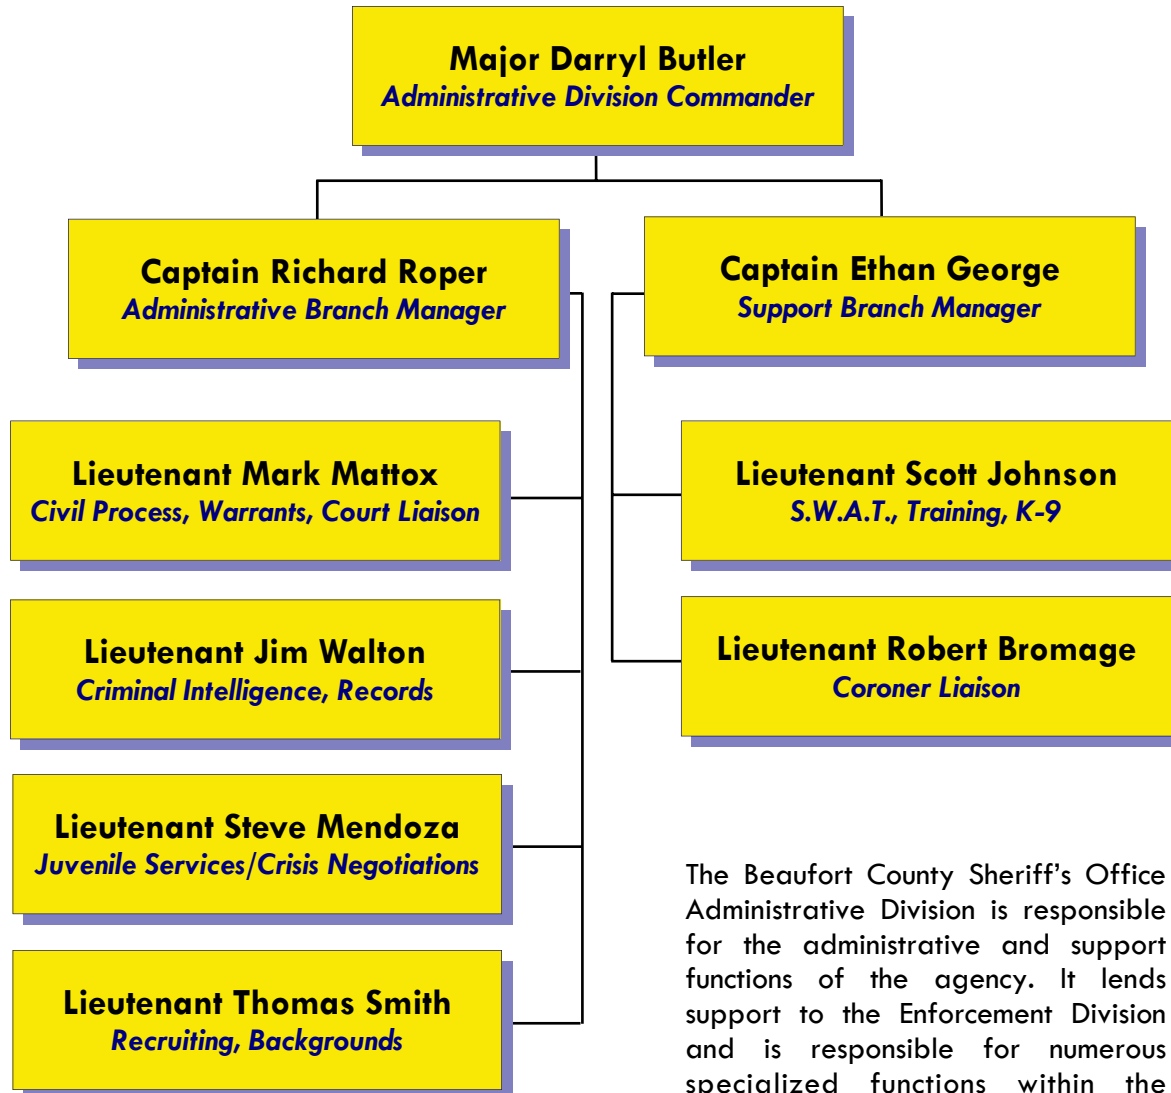 Major Darryl Butler
Administrative Division Commander
Captain Richard Roper
Administrative Branch Manager
Captain Ethan George
Support Branch Manager
Lieutenant Mark Mattox
Civil Process, Warrants, Court Liaison
Lieutenant Scott Johnson
S.W.A.T., Training, K-9
Lieutenant Jim Walton
Criminal Intelligence, Records
Lieutenant Robert Bromage
Coroner Liaison
Lieutenant Steve Mendoza
Juvenile Services/Crisis Negotiations
Lieutenant Thomas Smith
Recruiting, Backgrounds
The Beaufort County Sheriff’s Office
Administrative Division is responsible
for the administrative and support
functions of the agency. It lends
support to the Enforcement Division
and is responsible for numerous
specialized functions within the